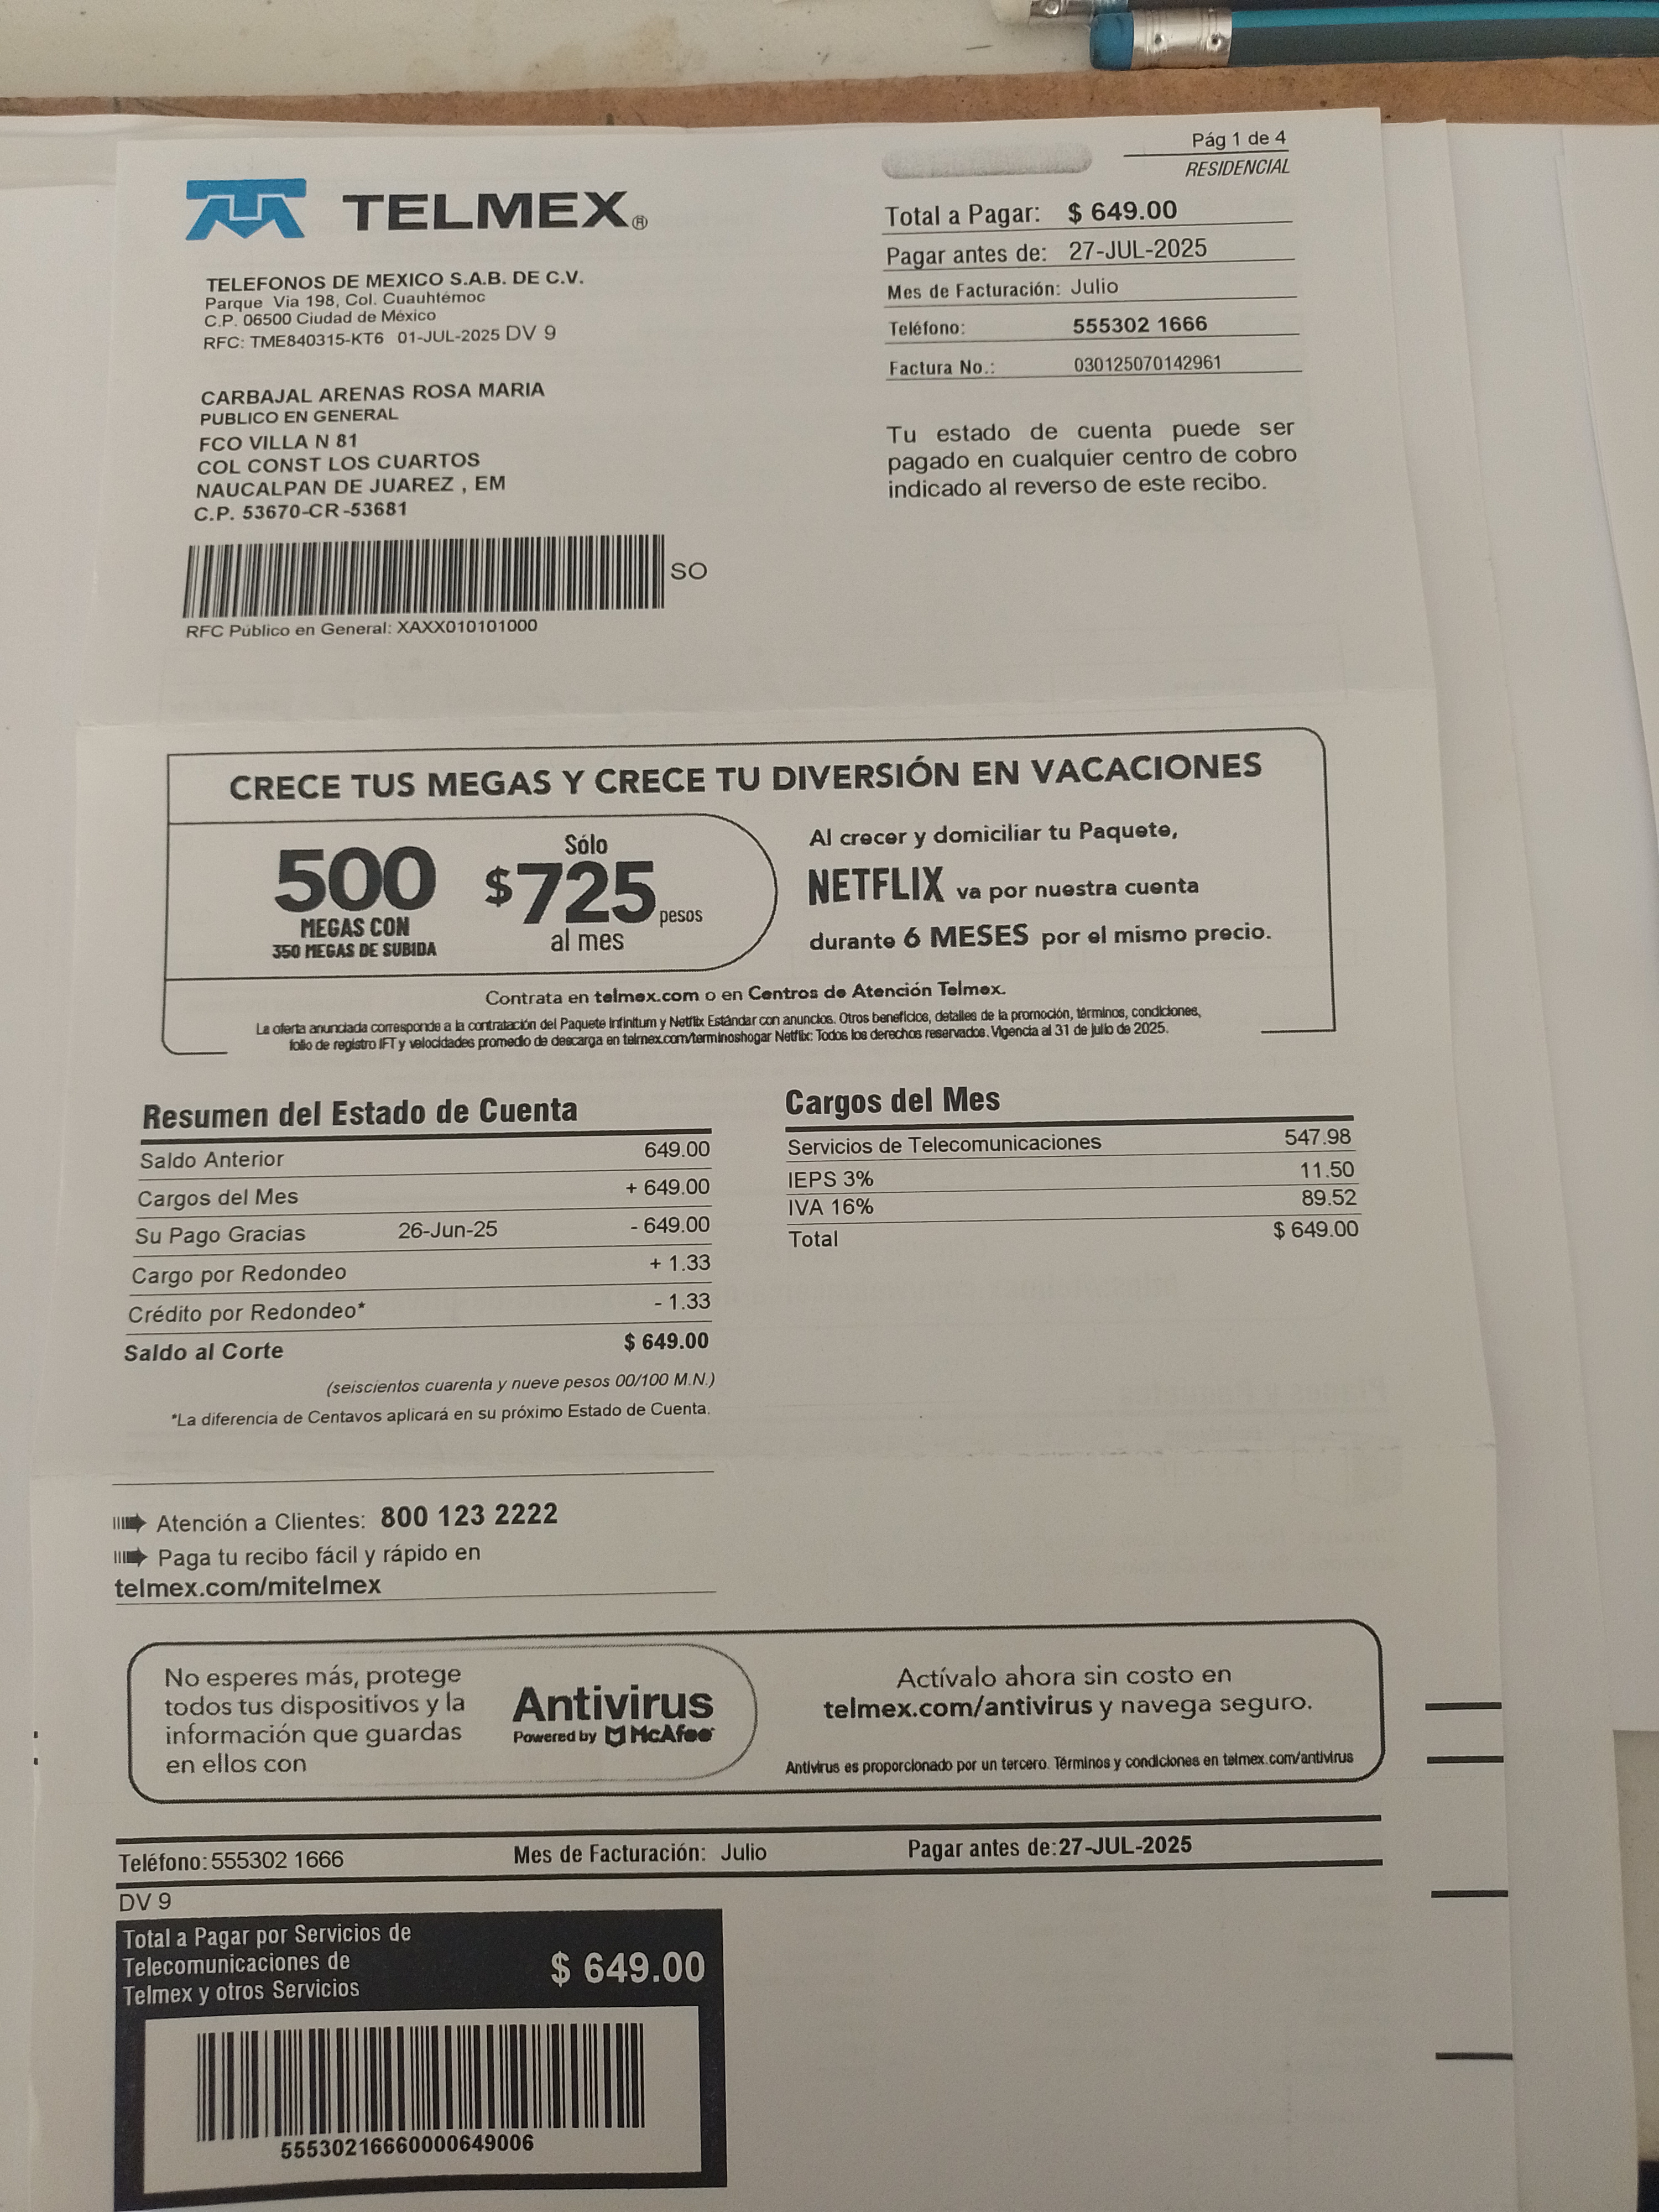 Pág 1 de 4
RESIDENCIAL
TELMEX®
Total a Pagar: $ 649.00
Pagar antes de: 27-JUL-2025
Mes de Facturación: Julio
Teléfono: 555302 1666
Factura No.: 030125070142961
TELEFONOS DE MEXICO S.A.B. DE C.V.
Parque Via 198, Col. Cuauhtémoc
C.P. 06500 Ciudad de México
RFC: TME840315-KT6 01-JUL-2025 DV 9
CARBAJAL ARENAS ROSA MARIA
PUBLICO EN GENERAL
FCO VILLA N 81
COL CONST LOS CUARTOS
NAUCALPAN DE JUAREZ , EM
C.P. 53670-CR -53681
SO
RFC Público en General: XAXX010101000
Tu estado de cuenta puede ser
pagado en cualquier centro de cobro
indicado al reverso de este recibo.
CRECE TUS MEGAS Y CRECE TU DIVERSIÓN EN VACACIONES
500
MEGAS CON
350 MEGAS DE SUBIDA
Sólo
$725 pesos
al mes
Al crecer y domiciliar tu Paquete,
NETFLIX va por nuestra cuenta
durante 6 MESES por el mismo precio.
Contrata en telmex.com o en Centros de Atención Telmex.
La oferta anunciada corresponde a la contratación del Paquete Infinitum y Netflix Estándar con anuncios. Otros beneficios, detalles de la promoción, términos, condiciones,
folio de registro IFT y velocidades promedio de descarga en telmex.com/terminoshogar Netflix: Todos los derechos reservados. Vigencia al 31 de julio de 2025.
Resumen del Estado de Cuenta
Saldo Anterior 649.00
Cargos del Mes + 649.00
Su Pago Gracias 26-Jun-25 - 649.00
Cargo por Redondeo + 1.33
Crédito por Redondeo* - 1.33
Saldo al Corte $ 649.00
(seiscientos cuarenta y nueve pesos 00/100 M.N.)
*La diferencia de Centavos aplicará en su próximo Estado de Cuenta.
Cargos del Mes
Servicios de Telecomunicaciones 547.98
IEPS 3% 11.50
IVA 16% 89.52
Total $ 649.00
Atención a Clientes: 800 123 2222
Paga tu recibo fácil y rápido en
telmex.com/mitelmex
No esperes más, protege
todos tus dispositivos y la
información que guardas
en ellos con
Antivirus
Powered by McAfee
Actívalo ahora sin costo en
telmex.com/antivirus y navega seguro.
Antivirus es proporcionado por un tercero. Términos y condiciones en telmex.com/antivirus
Teléfono: 555302 1666 Mes de Facturación: Julio Pagar antes de:27-JUL-2025
DV 9
Total a Pagar por Servicios de
Telecomunicaciones de
Telmex y otros Servicios
$ 649.00
55530216660000649006